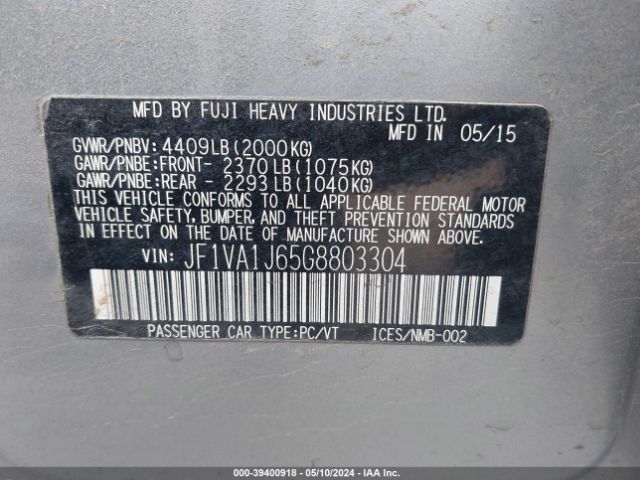 MFD BY FUJI HEAVY INDUSTRIES LTD.
MFD IN 05/15
GVWR/PNBV: 4409LB(2000KG)
GAWR/PNBE:FRONT- 2370LB(1075KG)
GAWR/PNBE:REAR - 2293LB(1040KG)
THIS VEHICLE CONFORMS TO ALL APPLICABLE FEDERAL MOTOR
VEHICLE SAFETY, BUMPER, AND THEFT PREVENTION STANDARDS
IN EFFECT ON THE DATE OF MANUFACTURE SHOWN ABOVE.
VIN: JF1VA1J65G8803304
PASSENGER CAR TYPE:PC/VT ICES/NMB-002
000-39400918 - 05/10/2024 - IAA Inc.